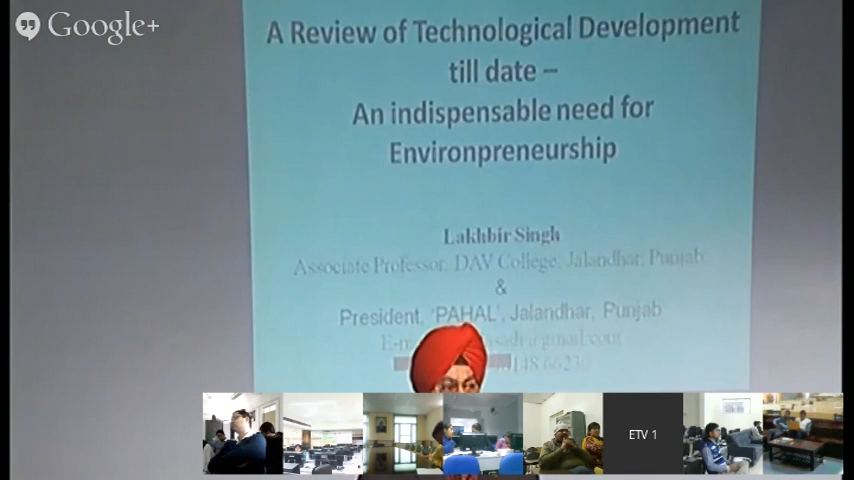 Google+
A Review of Technological Development
till date –
An indispensable need for
Environpreneurship
Lakhbir Singh
Associate Professor, DAV College, Jalandhar, Punjab
&
President, 'PAHAL', Jalandhar, Punjab
ETV 1